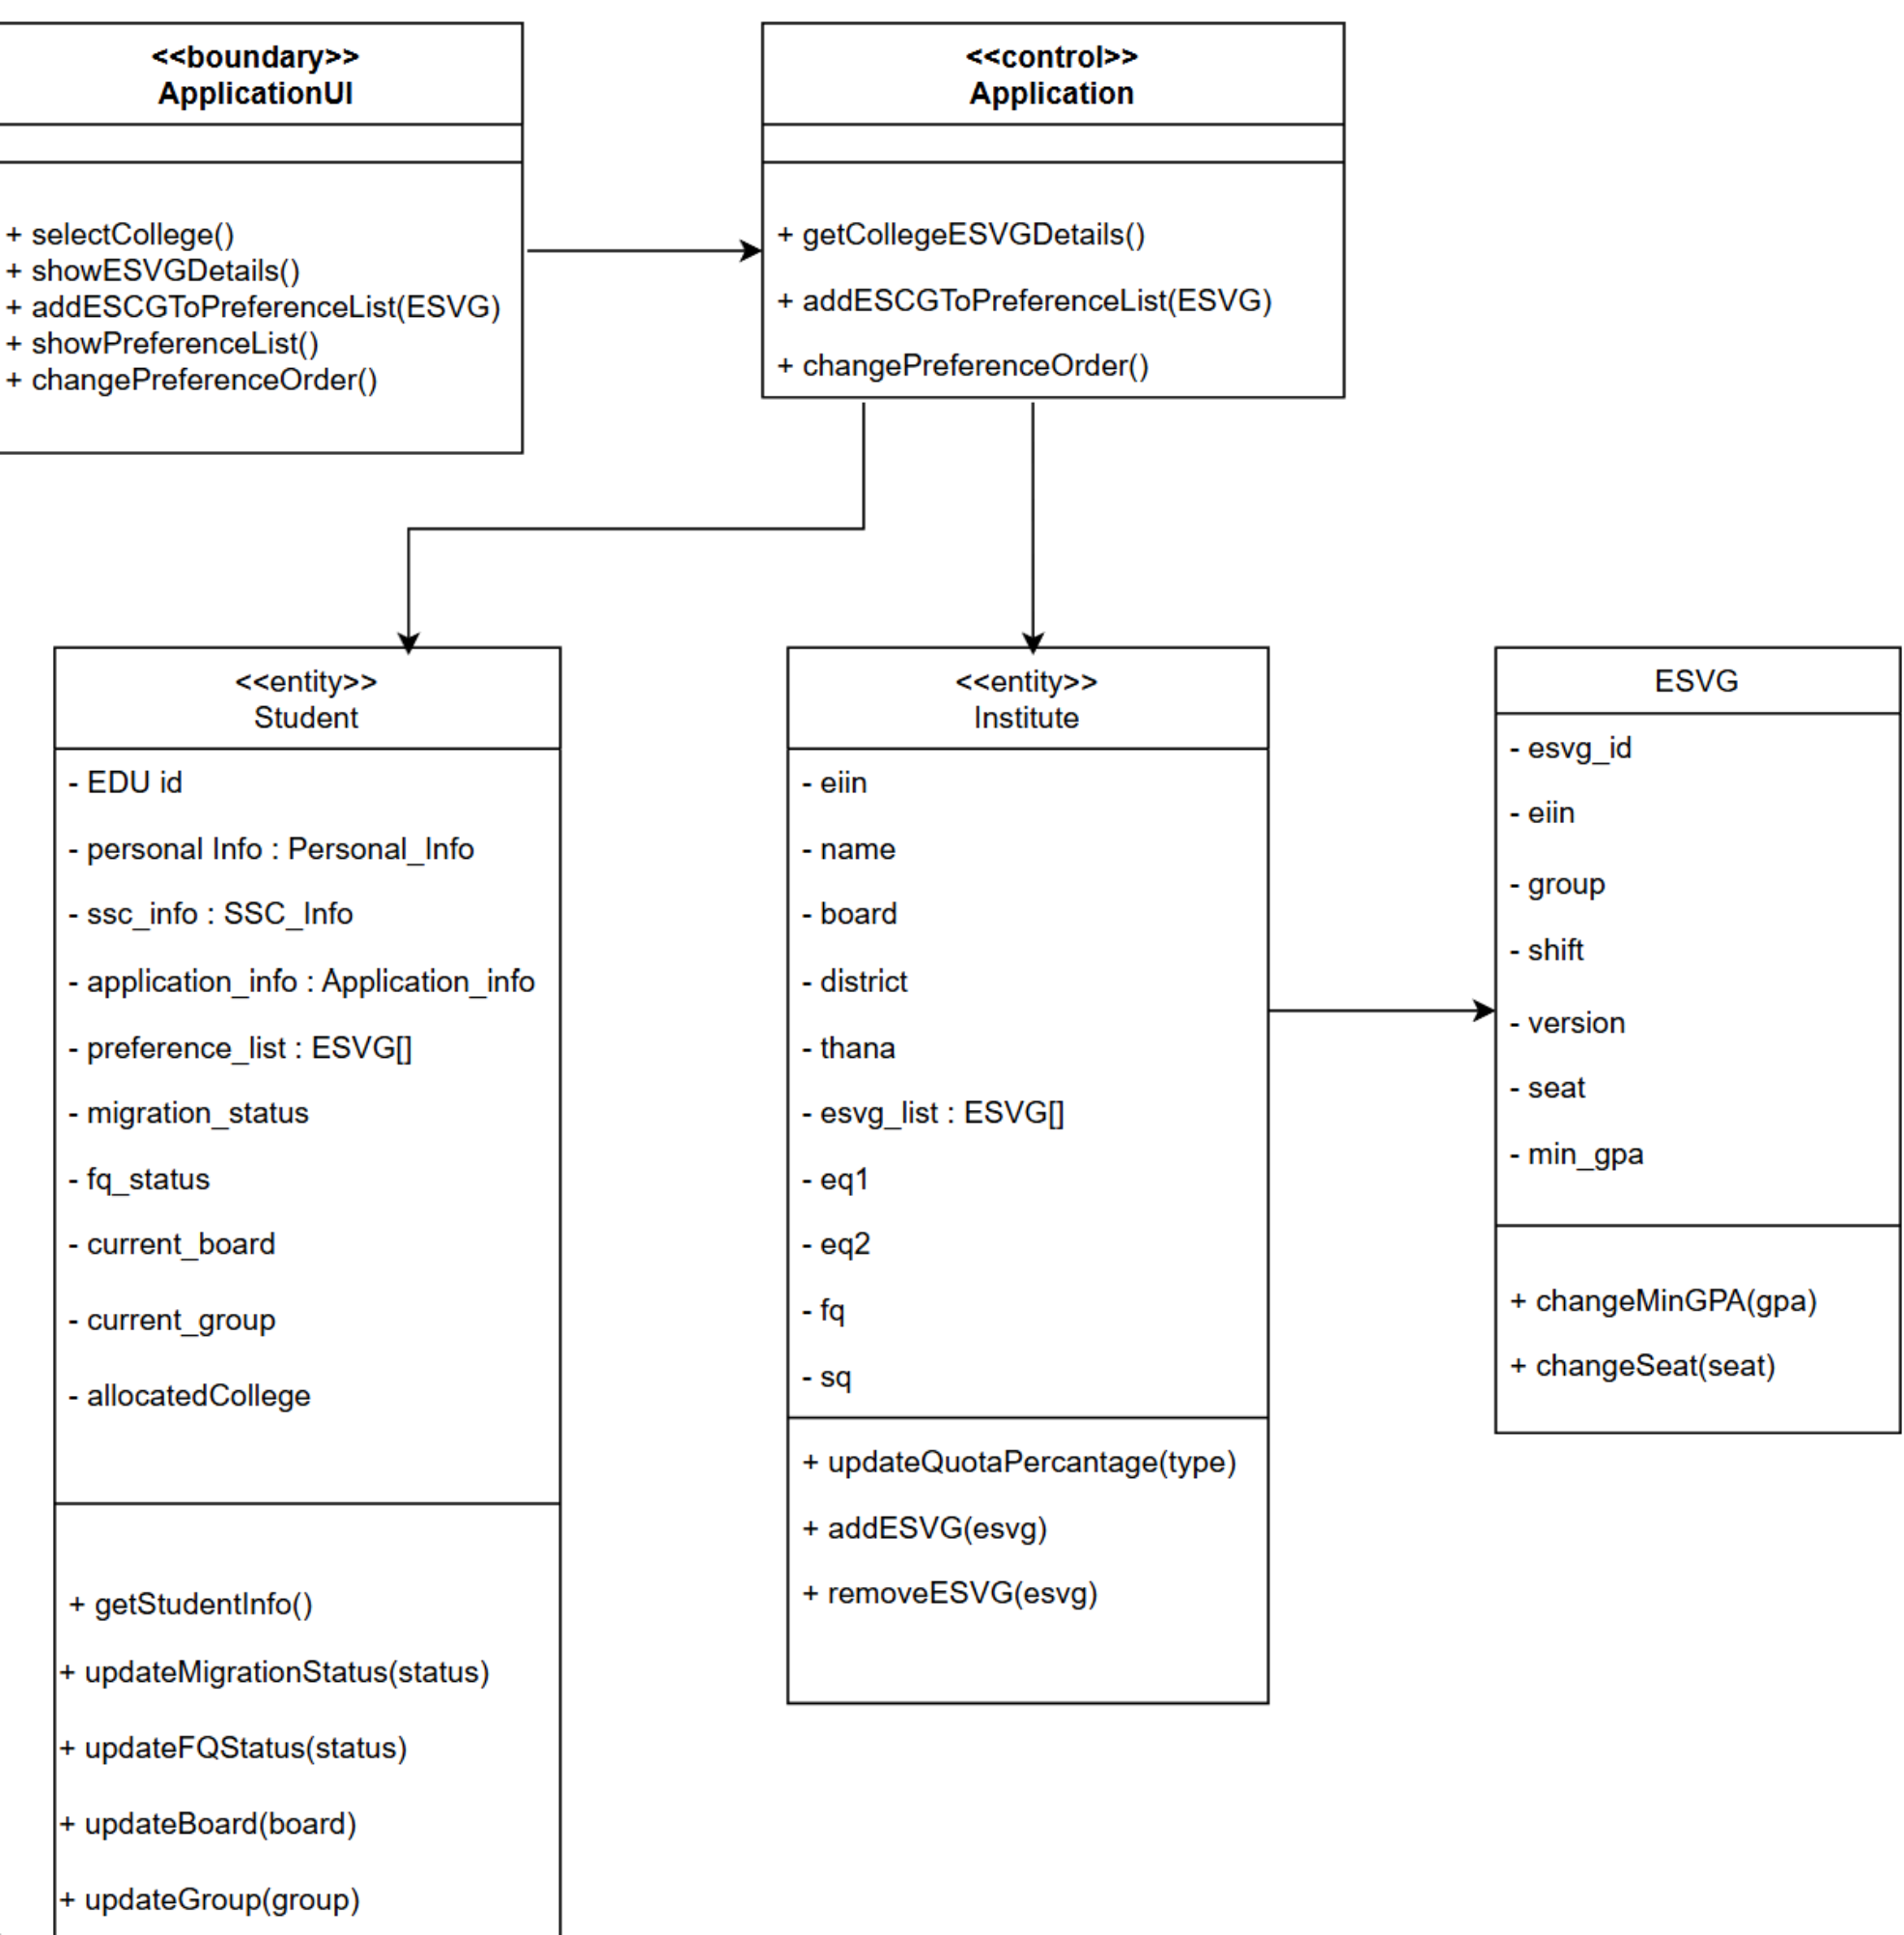 <<boundary>>
ApplicationUI
+ selectCollege()
+ showESVGDetails()
+ addESCGToPreferenceList(ESVG)
+ showPreferenceList()
+ changePreferenceOrder()
<<control>>
Application
+ getCollegeESVGDetails()
+ addESCGToPreferenceList(ESVG)
+ changePreferenceOrder()
<<entity>>
Student
- EDU id
- personal Info : Personal_Info
- ssc_info : SSC_Info
- application_info : Application_info
- preference_list : ESVG[]
- migration_status
- fq_status
- current_board
- current_group
- allocatedCollege
+ getStudentInfo()
+ updateMigrationStatus(status)
+ updateFQStatus(status)
+ updateBoard(board)
+ updateGroup(group)
<<entity>>
Institute
- eiin
- name
- board
- district
- thana
- esvg_list : ESVG[]
- eq1
- eq2
- fq
- sq
+ updateQuotaPercantage(type)
+ addESVG(esvg)
+ removeESVG(esvg)
ESVG
- esvg_id
- eiin
- group
- shift
- version
- seat
- min_gpa
+ changeMinGPA(gpa)
+ changeSeat(seat)